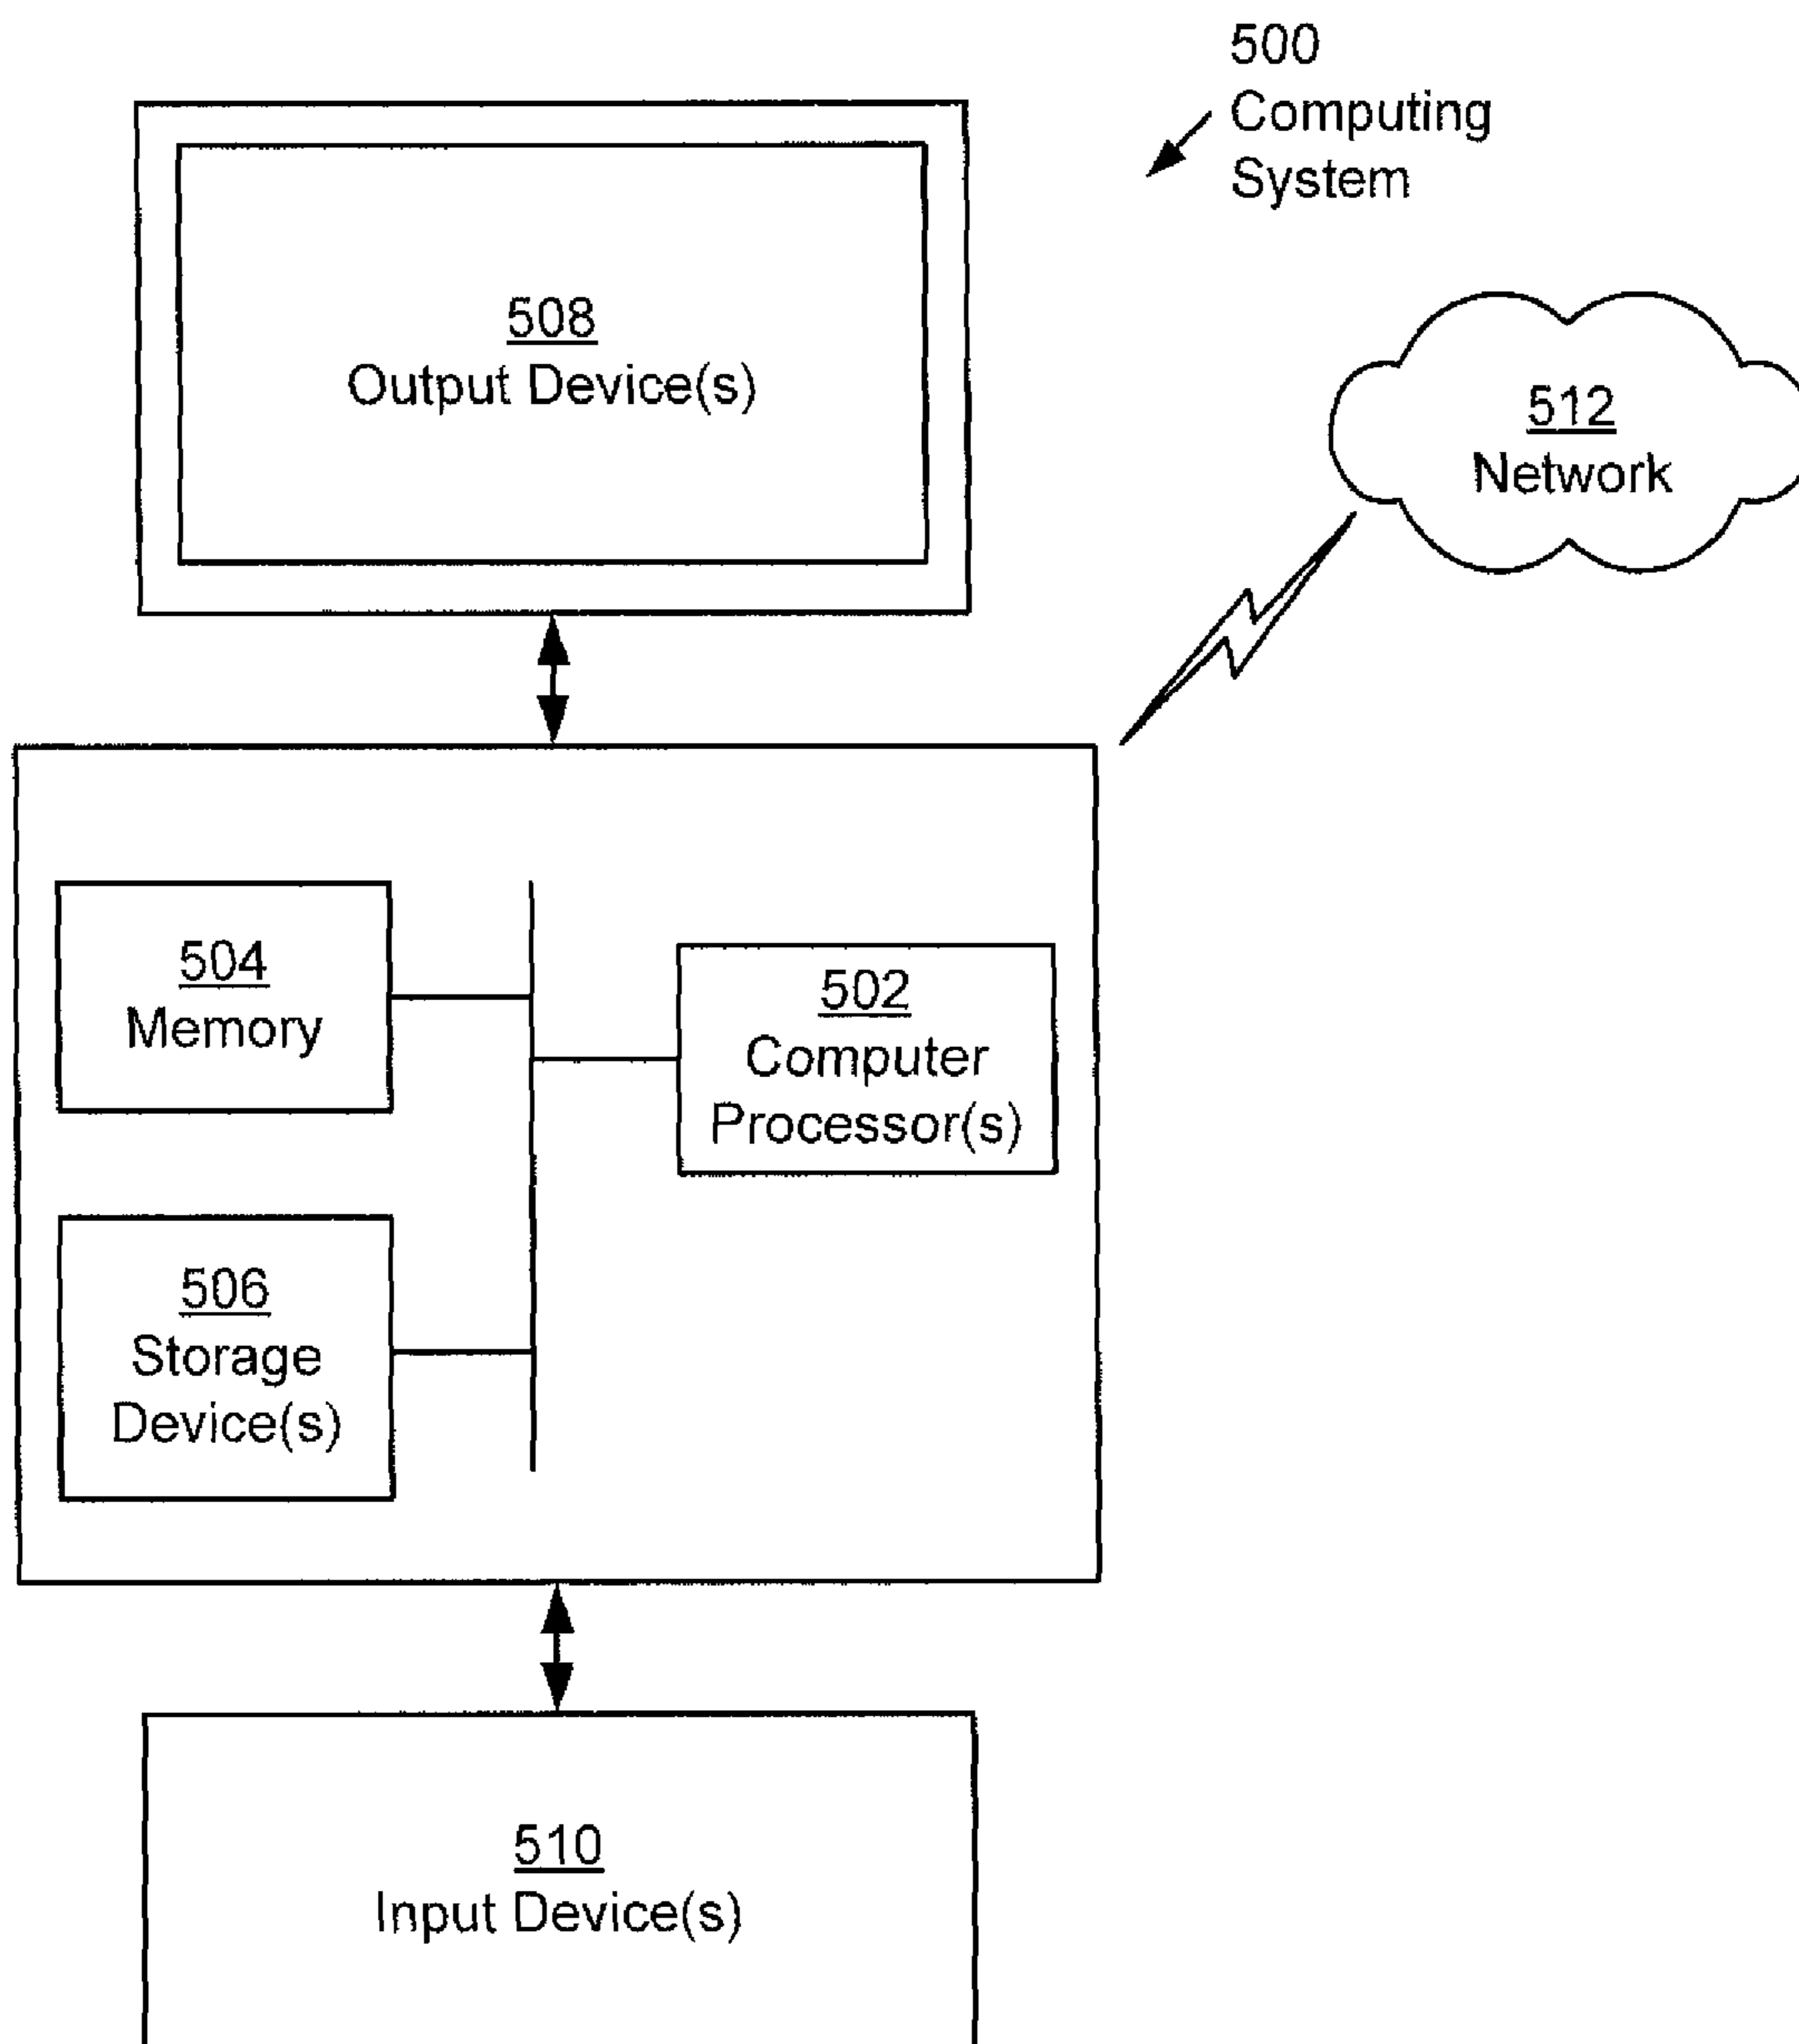 500
Computing
System
508
Output Device(s)
512
Network
504
Memory
502
Computer
Processor(s)
506
Storage
Device(s)
510
Input Device(s)